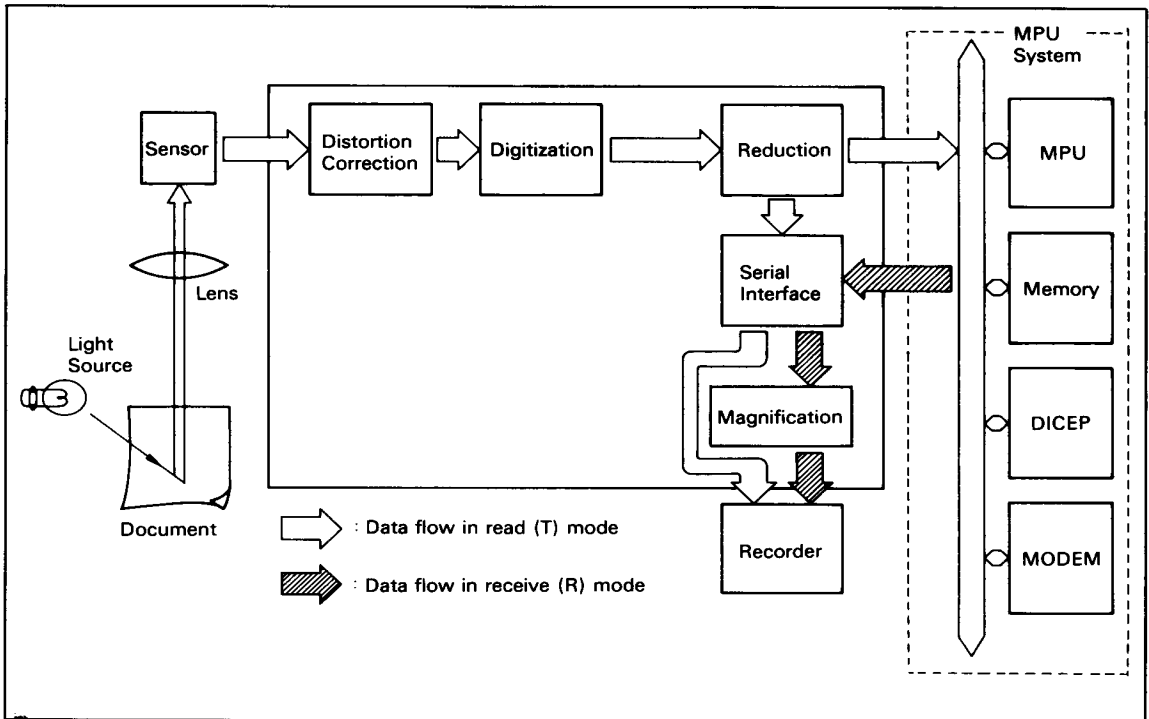 MPU
System
Sensor
Distortion
Correction
Digitization
Reduction
MPU
Serial
Interface
Memory
Lens
Light
Source
Magnification
DICEP
Document
: Data flow in read (T) mode
Recorder
MODEM
: Data flow in receive (R) mode